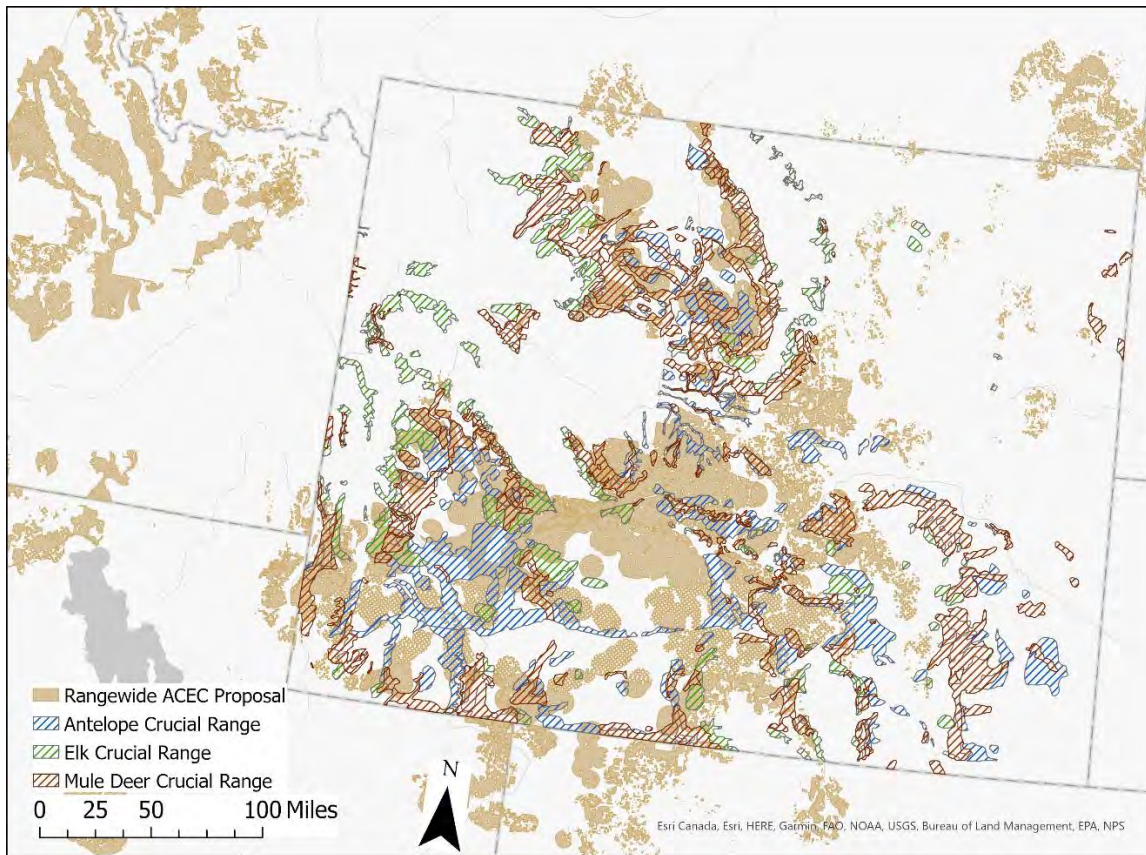 Rangewide ACEC Proposal
Antelope Crucial Range
Elk Crucial Range
Mule Deer Crucial Range
0 25 50 100 Miles
N
Esri Canada, Esri, HERE, Garmin, FAO, NOAA, USGS, Bureau of Land Management, EPA, NPS